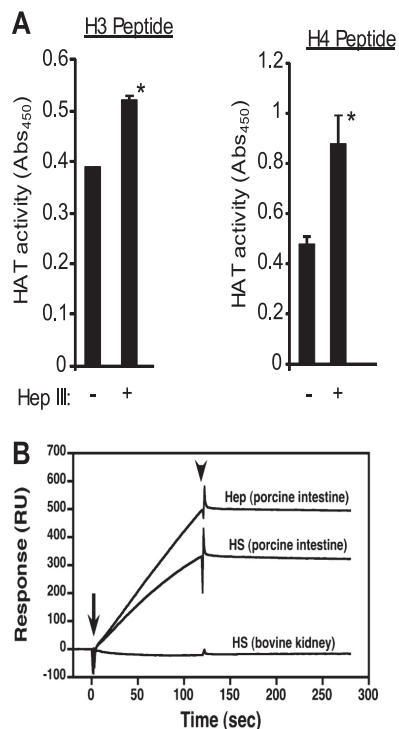 A
H3 Peptide
HAT activity (Abs450)
0.6
0.5
0.4
0.3
0.2
0.1
0
*
Hep III: - +
H4 Peptide
HAT activity (Abs450)
1.2
1
0.8
0.6
0.4
0.2
0
*
- +
B
Response (RU)
700
600
500
400
300
200
100
0
-100
Hep (porcine intestine)
HS (porcine intestine)
HS (bovine kidney)
0 50 100 150 200 250 300
Time (sec)